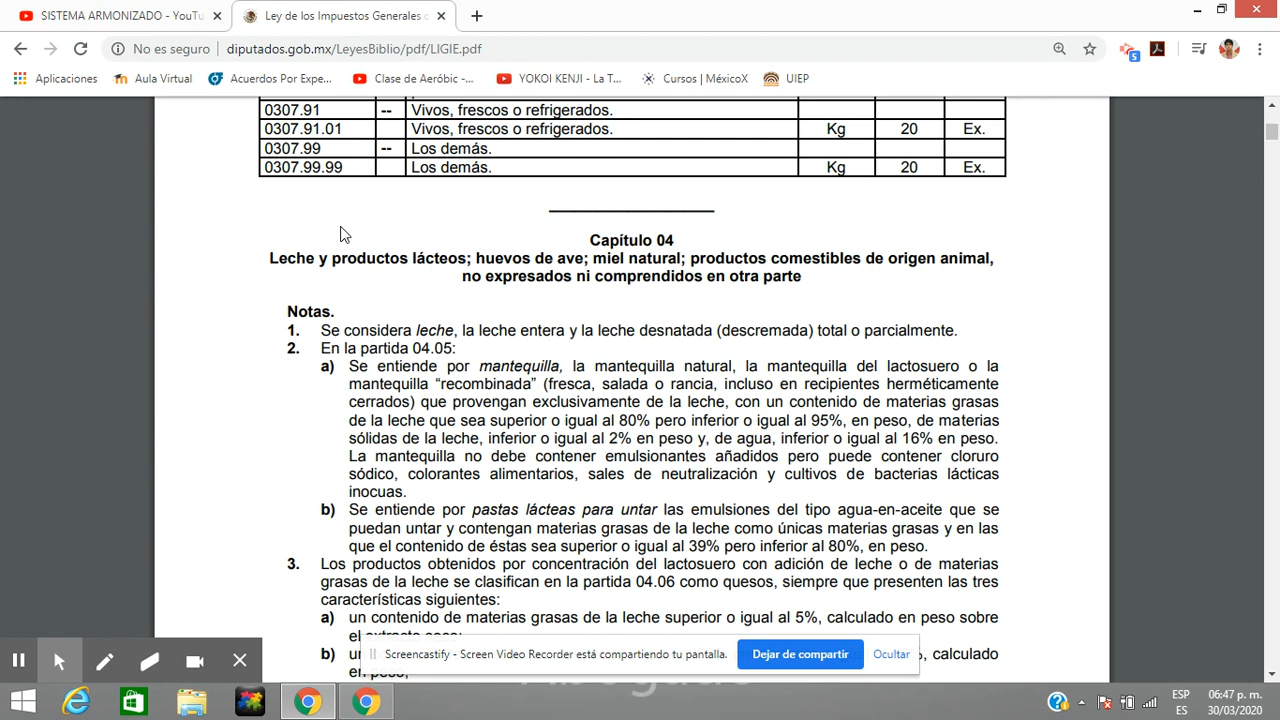 SISTEMA ARMONIZADO - YouTu
Ley de los Impuestos Generales d
No es seguro
diputados.gob.mx/LeyesBiblio/pdf/LIGIE.pdf
5
Aplicaciones
Aula Virtual
Acuerdos Por Expe...
Clase de Aeróbic -...
YOKOI KENJI - La T...
Cursos | MéxicoX
UIEP
0307.91 -- Vivos, frescos o refrigerados.
0307.91.01 Vivos, frescos o refrigerados. Kg 20 Ex.
0307.99 -- Los demás.
0307.99.99 Los demás. Kg 20 Ex.
Capítulo 04
Leche y productos lácteos; huevos de ave; miel natural; productos comestibles de origen animal,
no expresados ni comprendidos en otra parte
Notas.
1. Se considera leche, la leche entera y la leche desnatada (descremada) total o parcialmente.
2. En la partida 04.05:
a) Se entiende por mantequilla, la mantequilla natural, la mantequilla del lactosuero o la
mantequilla “recombinada” (fresca, salada o rancia, incluso en recipientes herméticamente
cerrados) que provengan exclusivamente de la leche, con un contenido de materias grasas
de la leche que sea superior o igual al 80% pero inferior o igual al 95%, en peso, de materias
sólidas de la leche, inferior o igual al 2% en peso y, de agua, inferior o igual al 16% en peso.
La mantequilla no debe contener emulsionantes añadidos pero puede contener cloruro
sódico, colorantes alimentarios, sales de neutralización y cultivos de bacterias lácticas
inocuas.
b) Se entiende por pastas lácteas para untar las emulsiones del tipo agua-en-aceite que se
puedan untar y contengan materias grasas de la leche como únicas materias grasas y en las
que el contenido de éstas sea superior o igual al 39% pero inferior al 80%, en peso.
3. Los productos obtenidos por concentración del lactosuero con adición de leche o de materias
grasas de la leche se clasifican en la partida 04.06 como quesos, siempre que presenten las tres
características siguientes:
a) un contenido de materias grasas de la leche superior o igual al 5%, calculado en peso sobre
el extracto seco;
b) %, calculado
en peso;
Screencastify - Screen Video Recorder está compartiendo tu pantalla.
Dejar de compartir
Ocultar
ESP
ES
06:47 p. m.
30/03/2020